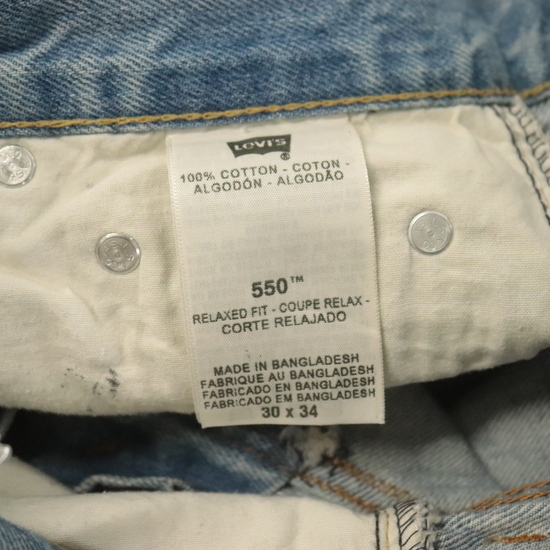 Levi's
®
100% COTTON - COTON -
ALGODÓN - ALGODÃO
550™
RELAXED FIT - COUPE RELAX -
CORTE RELAJADO
MADE IN BANGLADESH
FABRIQUE AU BANGLADESH
FABRICADO EN BANGLADESH
FABRICADO EM BANGLADESH
30 x 34